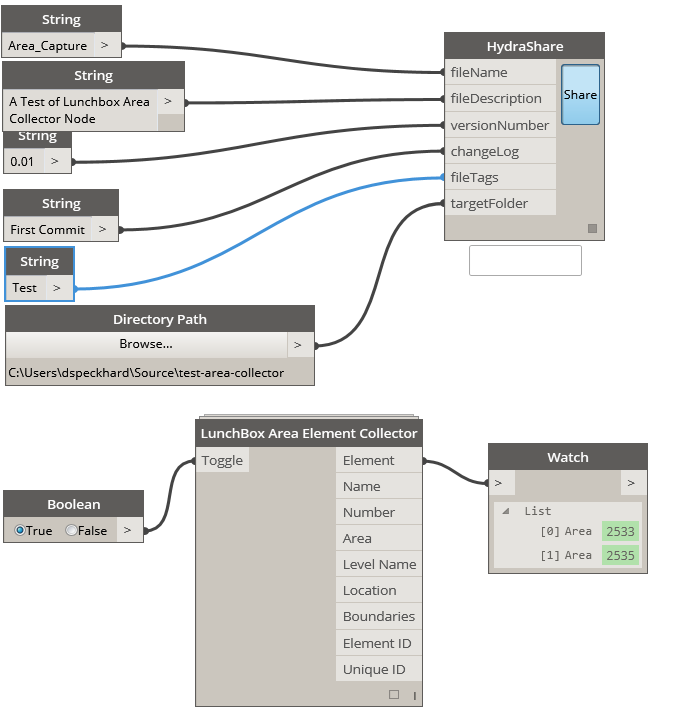 String
Area_Capture >
String
A Test of Lunchbox Area
Collector Node
>
String
0.01 >
String
First Commit >
String
Test >
Directory Path
Browse... >
C:\Users\dspeckhard\Source\test-area-collector
HydraShare
fileName
fileDescription
versionNumber
changeLog
fileTags
targetFolder
Share
Boolean
True False >
LunchBox Area Element Collector
Toggle
Element
Name
Number
Area
Level Name
Location
Boundaries
Element ID
Unique ID
Watch
> >
List
[0] Area 2533
[1] Area 2535